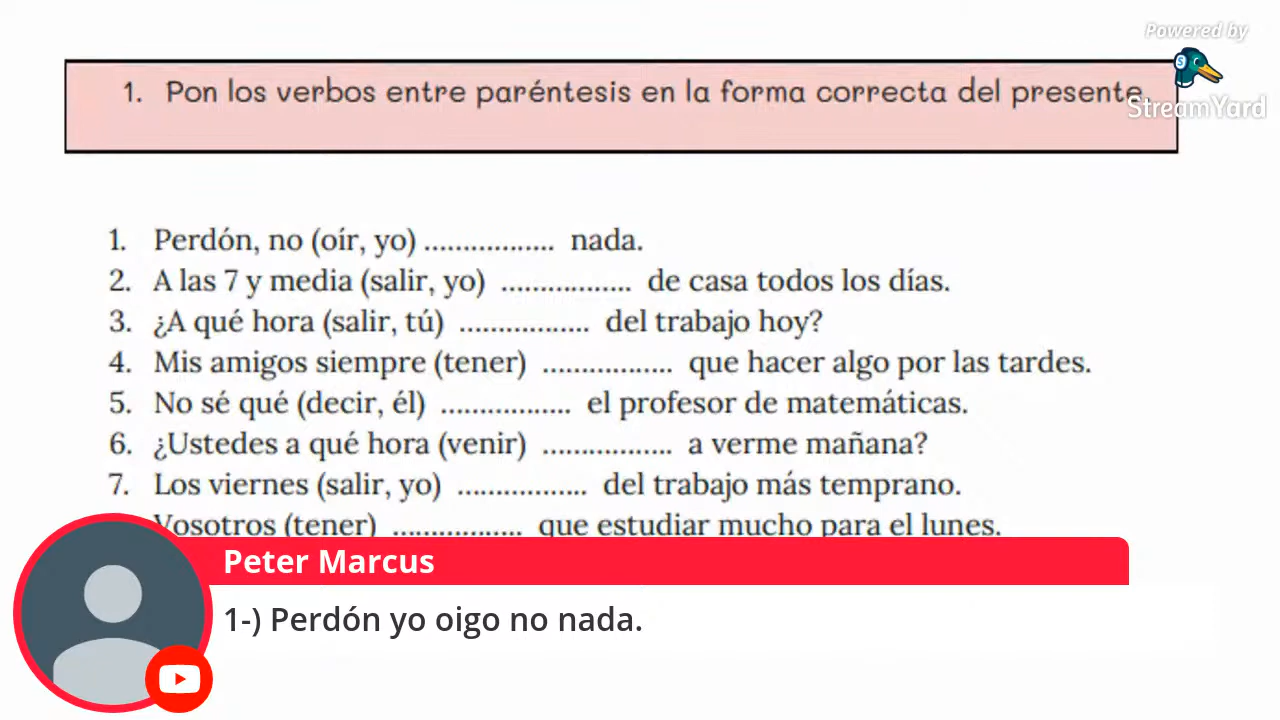 Powered by
StreamYard
1. Pon los verbos entre paréntesis en la forma correcta del presente.
1. Perdón, no (oír, yo) ................. nada.
2. A las 7 y media (salir, yo) ................. de casa todos los días.
3. ¿A qué hora (salir, tú) ................. del trabajo hoy?
4. Mis amigos siempre (tener) ................. que hacer algo por las tardes.
5. No sé qué (decir, él) ................. el profesor de matemáticas.
6. ¿Ustedes a qué hora (venir) ................. a verme mañana?
7. Los viernes (salir, yo) ................. del trabajo más temprano.
Vosotros (tener) ................. que estudiar mucho para el lunes.
Peter Marcus
1-) Perdón yo oigo no nada.